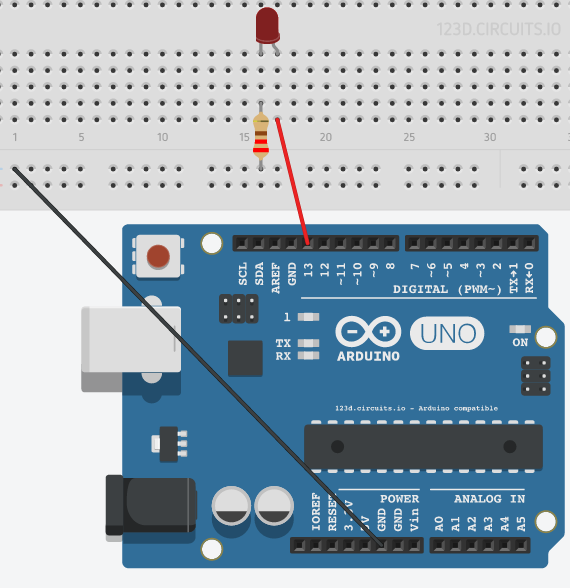 123D.CIRCUITS.IO
1 5 10 15 20 25 30
SCL SDA AREF GND 13 12 ~11 ~10 ~9 8 7 ~6 ~5 4 ~3 2 TX→1 RX←0
DIGITAL (PWM~)
1
TX
RX
ARDUINO
UNO
ON
123d.circuits.io - Arduino compatible
POWER
ANALOG IN
IOREF RESET 3.3V 5V GND GND Vin A0 A1 A2 A3 A4 A5